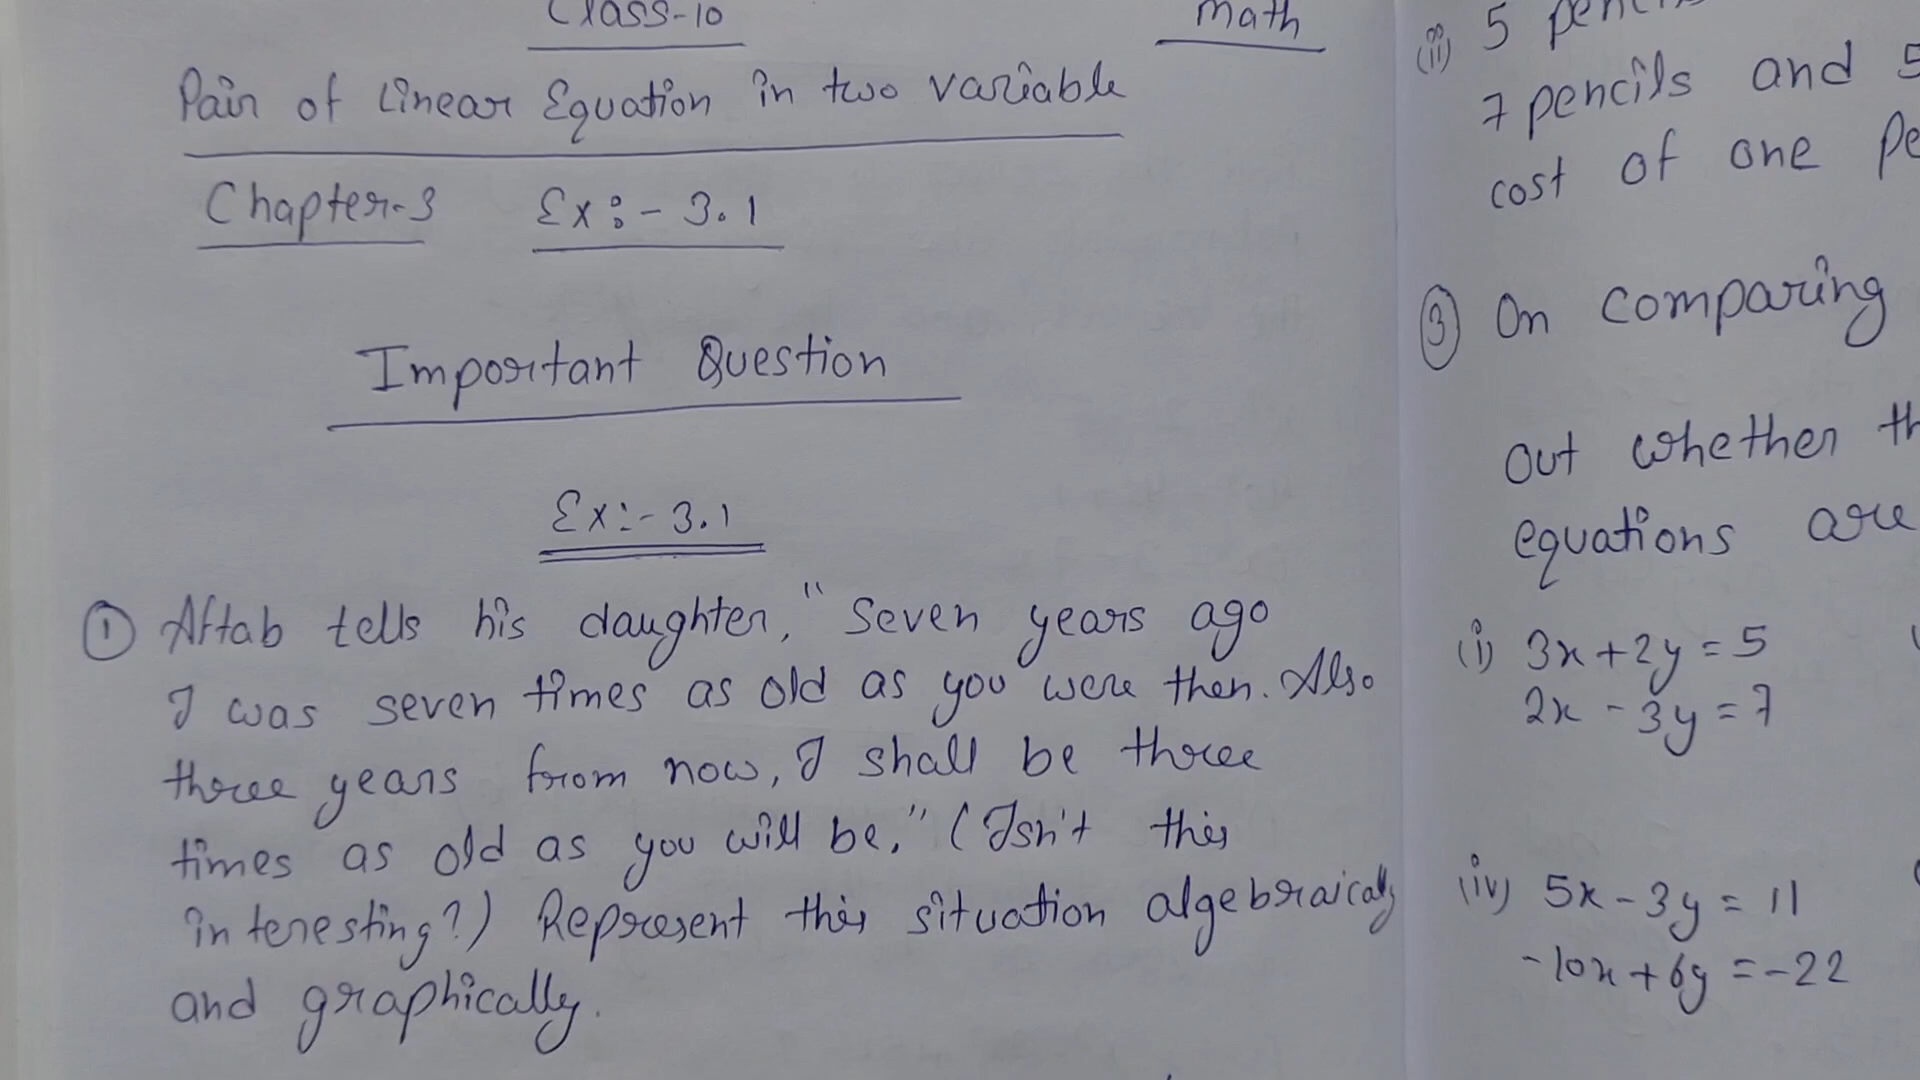 Class-10
Math
Pair of Linear Equation in two variable
Chapter-3 Ex:- 3.1
Important Question
Ex:- 3.1
① Aftab tells his daughter, "Seven years ago
I was seven times as old as you were then. Also
three years from now, I shall be three
times as old as you will be." (Isn't this
interesting?) Represent this situation algebraically
and graphically.
(ii) 5
7 pencils and 5
cost of one
③ On comparing
out whether
equations are
(i) 3x + 2y = 5
2x - 3y = 7
(iv) 5x - 3y = 11
-10x + 6y = -22